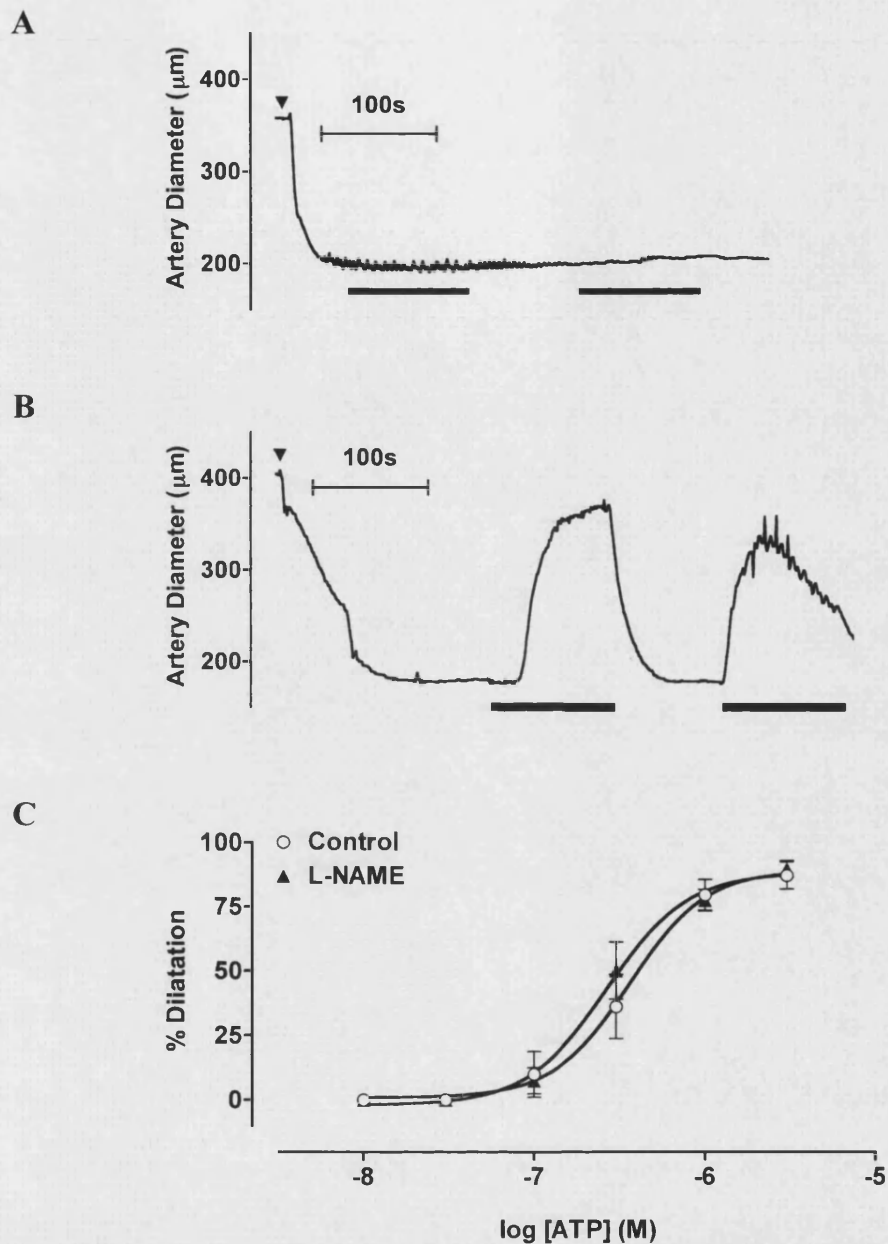 A
Artery Diameter (μm)
400
300
200
100s
B
Artery Diameter (μm)
400
300
200
100s
C
% Dilatation
100
75
50
25
0
Control
L-NAME
-8
-7
-6
-5
log [ATP] (M)